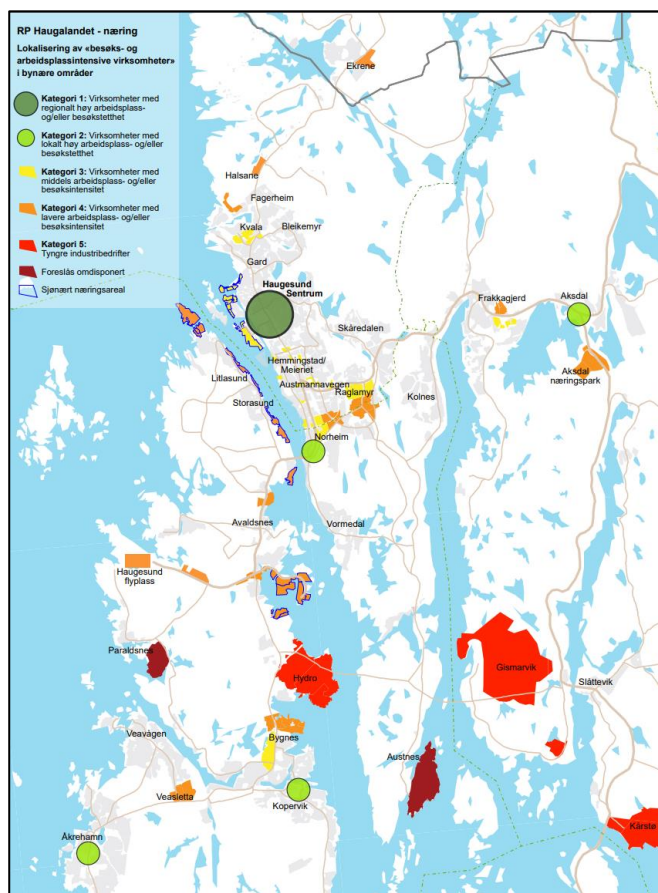 RP Haugalandet - næring
Lokalisering av «besøks- og
arbeidsplassintensive virksomheter»
i bynære områder
Kategori 1: Virksomheter med
regionalt høy arbeidsplass-
og/eller besøkstetthet
Kategori 2: Virksomheter med
lokalt høy arbeidsplass- og/eller
besøkstetthet
Kategori 3: Virksomheter med
middels arbeidsplass- og/eller
besøksintensitet
Kategori 4: Virksomheter med
lavere arbeidsplass- og/eller
besøksintensitet
Kategori 5:
Tyngre industribedrifter
Foreslås omdisponert
Sjønært næringsareal
Ekrene
Halsane
Fagerheim
Kvala
Bleikemyr
Gard
Haugesund
Sentrum
Frakkagjerd
Aksdal
Skåredalen
Hemmingstad/
Meieriet
Aksdal
næringspark
Litlasund
Austmannavegen
Raglamyr
Kolnes
Storasund
Norheim
Avaldsnes
Vormedal
Haugesund
flyplass
Paraldsnes
Hydro
Gismarvik
Slåttevik
Veavågen
Bygnes
Austnes
Veasletta
Kopervik
Kårstø
Åkrehamn